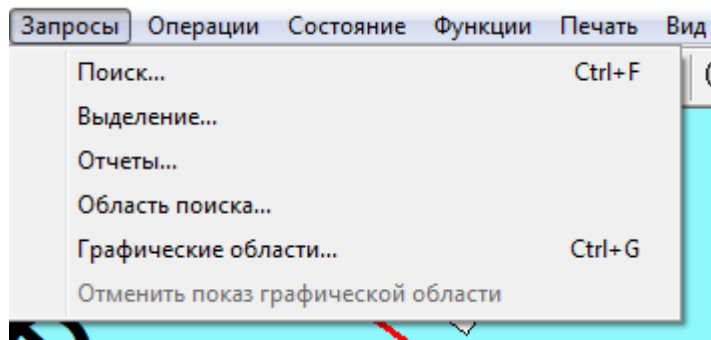 Запросы Операции Состояние Функции Печать Вид
Поиск... Ctrl+F
Выделение...
Отчеты...
Область поиска...
Графические области... Ctrl+G
Отменить показ графической области